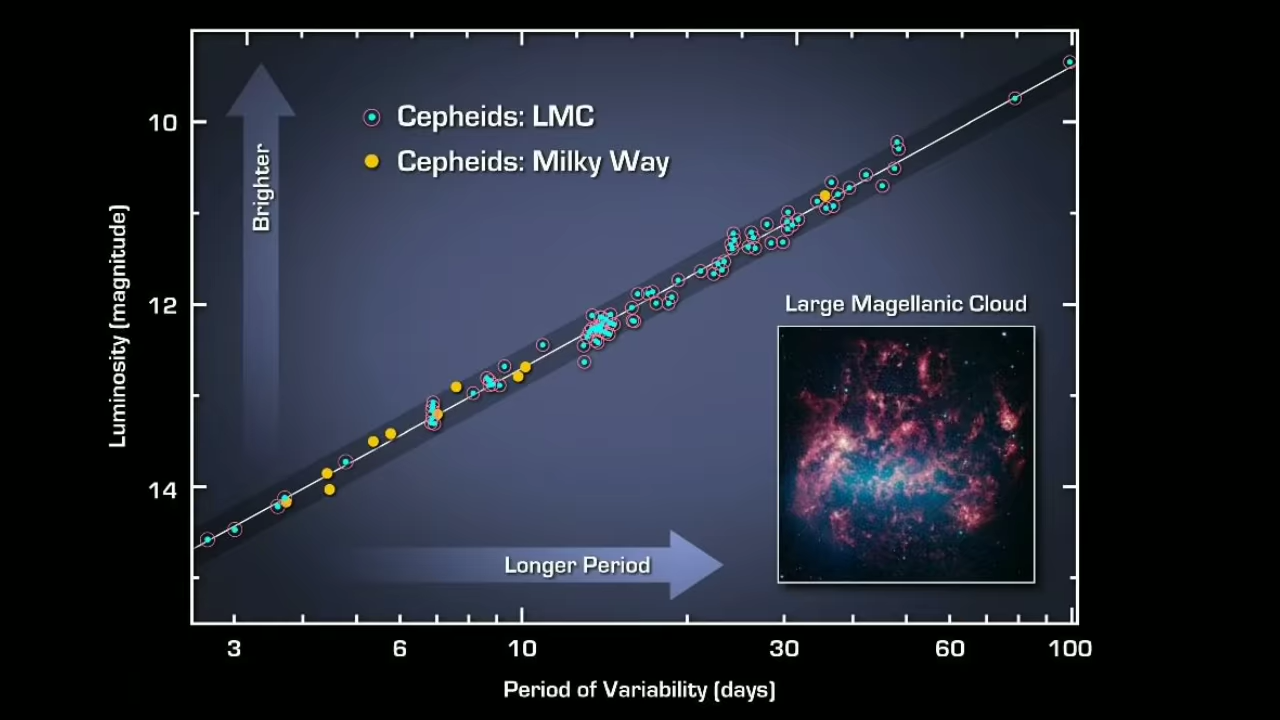 Cepheids: LMC
Cepheids: Milky Way
Brighter
Luminosity (magnitude)
10
12
14
Large Magellanic Cloud
Longer Period
3
6
10
30
60
100
Period of Variability (days)